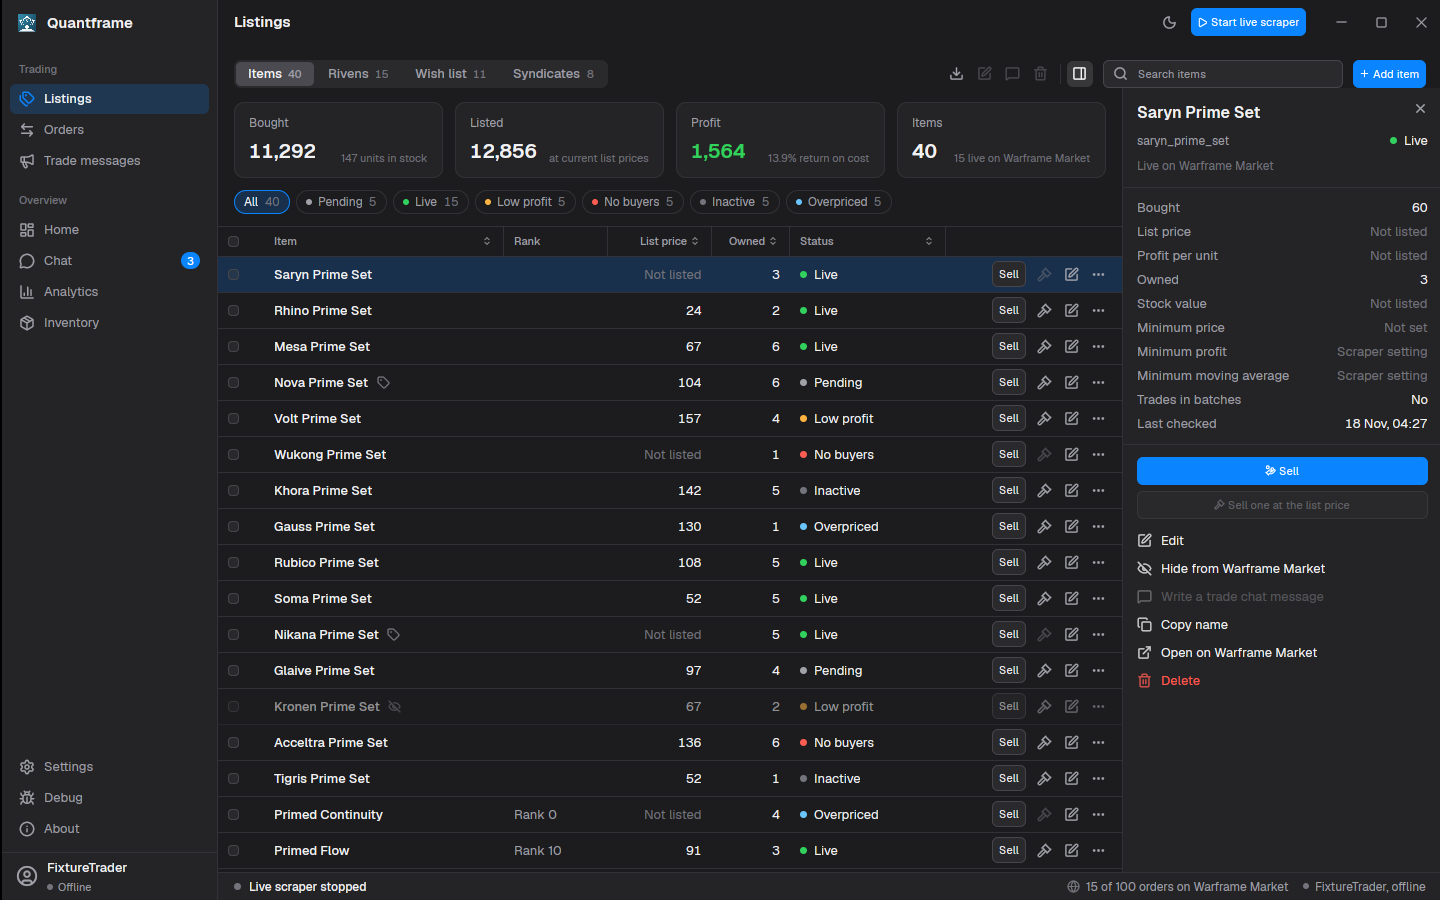 Quantframe
Listings
Start live scraper
Trading
Listings
Orders
Trade messages
Overview
Home
Chat 3
Analytics
Inventory
Settings
Debug
About
FixtureTrader
Offline
Items 40 Rivens 15 Wish list 11 Syndicates 8
Search items
+ Add item
Bought
11,292 147 units in stock
Listed
12,856 at current list prices
Profit
1,564 13.9% return on cost
Items
40 15 live on Warframe Market
All 40 Pending 5 Live 15 Low profit 5 No buyers 5 Inactive 5 Overpriced 5
Item Rank List price Owned Status
Saryn Prime Set Not listed 3 Live Sell
Rhino Prime Set 24 2 Live Sell
Mesa Prime Set 67 6 Live Sell
Nova Prime Set 104 6 Pending Sell
Volt Prime Set 157 4 Low profit Sell
Wukong Prime Set Not listed 1 No buyers Sell
Khora Prime Set 142 5 Inactive Sell
Gauss Prime Set 130 1 Overpriced Sell
Rubico Prime Set 108 5 Live Sell
Soma Prime Set 52 5 Live Sell
Nikana Prime Set Not listed 5 Live Sell
Glaive Prime Set 97 4 Pending Sell
Kronen Prime Set 67 2 Low profit Sell
Acceltra Prime Set 136 6 No buyers Sell
Tigris Prime Set 52 1 Inactive Sell
Primed Continuity Rank 0 Not listed 4 Overpriced Sell
Primed Flow Rank 10 91 3 Live Sell
Saryn Prime Set
saryn_prime_set Live
Live on Warframe Market
Bought 60
List price Not listed
Profit per unit Not listed
Owned 3
Stock value Not listed
Minimum price Not set
Minimum profit Scraper setting
Minimum moving average Scraper setting
Trades in batches No
Last checked 18 Nov, 04:27
Sell
Sell one at the list price
Edit
Hide from Warframe Market
Write a trade chat message
Copy name
Open on Warframe Market
Delete
Live scraper stopped
15 of 100 orders on Warframe Market FixtureTrader, offline